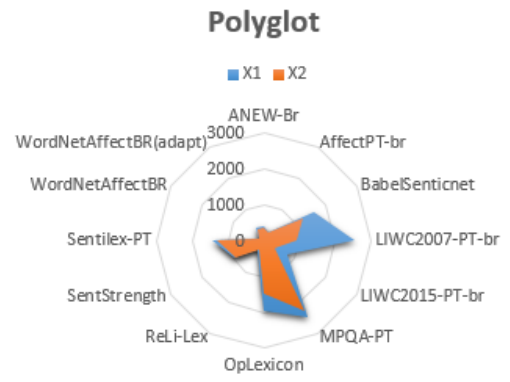 Polyglot
X1 X2
ANEW-Br
3000
WordNetAffectBR(adapt)
AffectPT-br
2000
WordNetAffectBR
BabelSenticnet
1000
Sentilex-PT
0
LIWC2007-PT-br
SentStrength
LIWC2015-PT-br
ReLi-Lex
MPQA-PT
OpLexicon